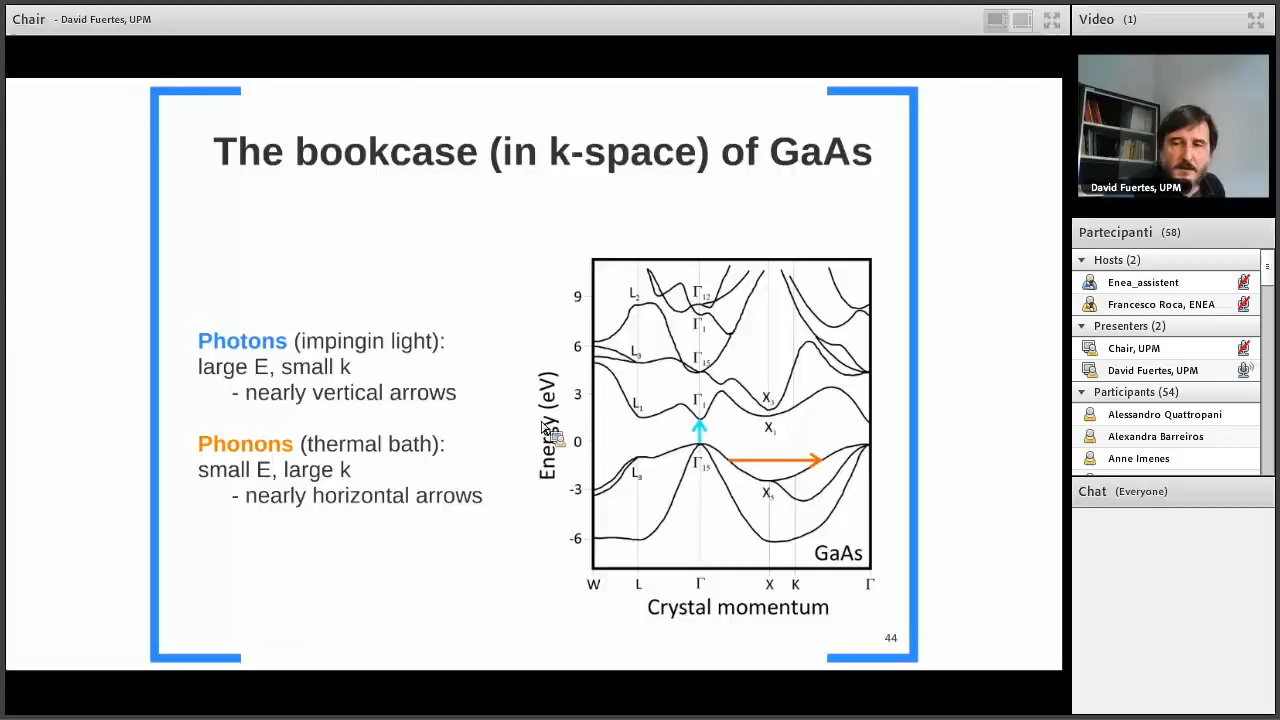 Chair - David Fuertes, UPM
Video (1)
David Fuertes, UPM
Partecipanti (58)
Hosts (2)
Enea_assistent
Francesco Roca, ENEA
Presenters (2)
Chair, UPM
David Fuertes, UPM
Participants (54)
Alessandro Quattropani
Alexandra Barreiros
Anne Imenes
Chat (Everyone)
The bookcase (in k-space) of GaAs
Photons (impingin light):
large E, small k
- nearly vertical arrows
Phonons (thermal bath):
small E, large k
- nearly horizontal arrows
Energy (eV)
9
6
3
0
-3
-6
L2
L3
L1
L3
Γ12
Γ1
Γ15
Γ1
Γ15
X3
X1
X5
GaAs
W L Γ X K Γ
Crystal momentum
44